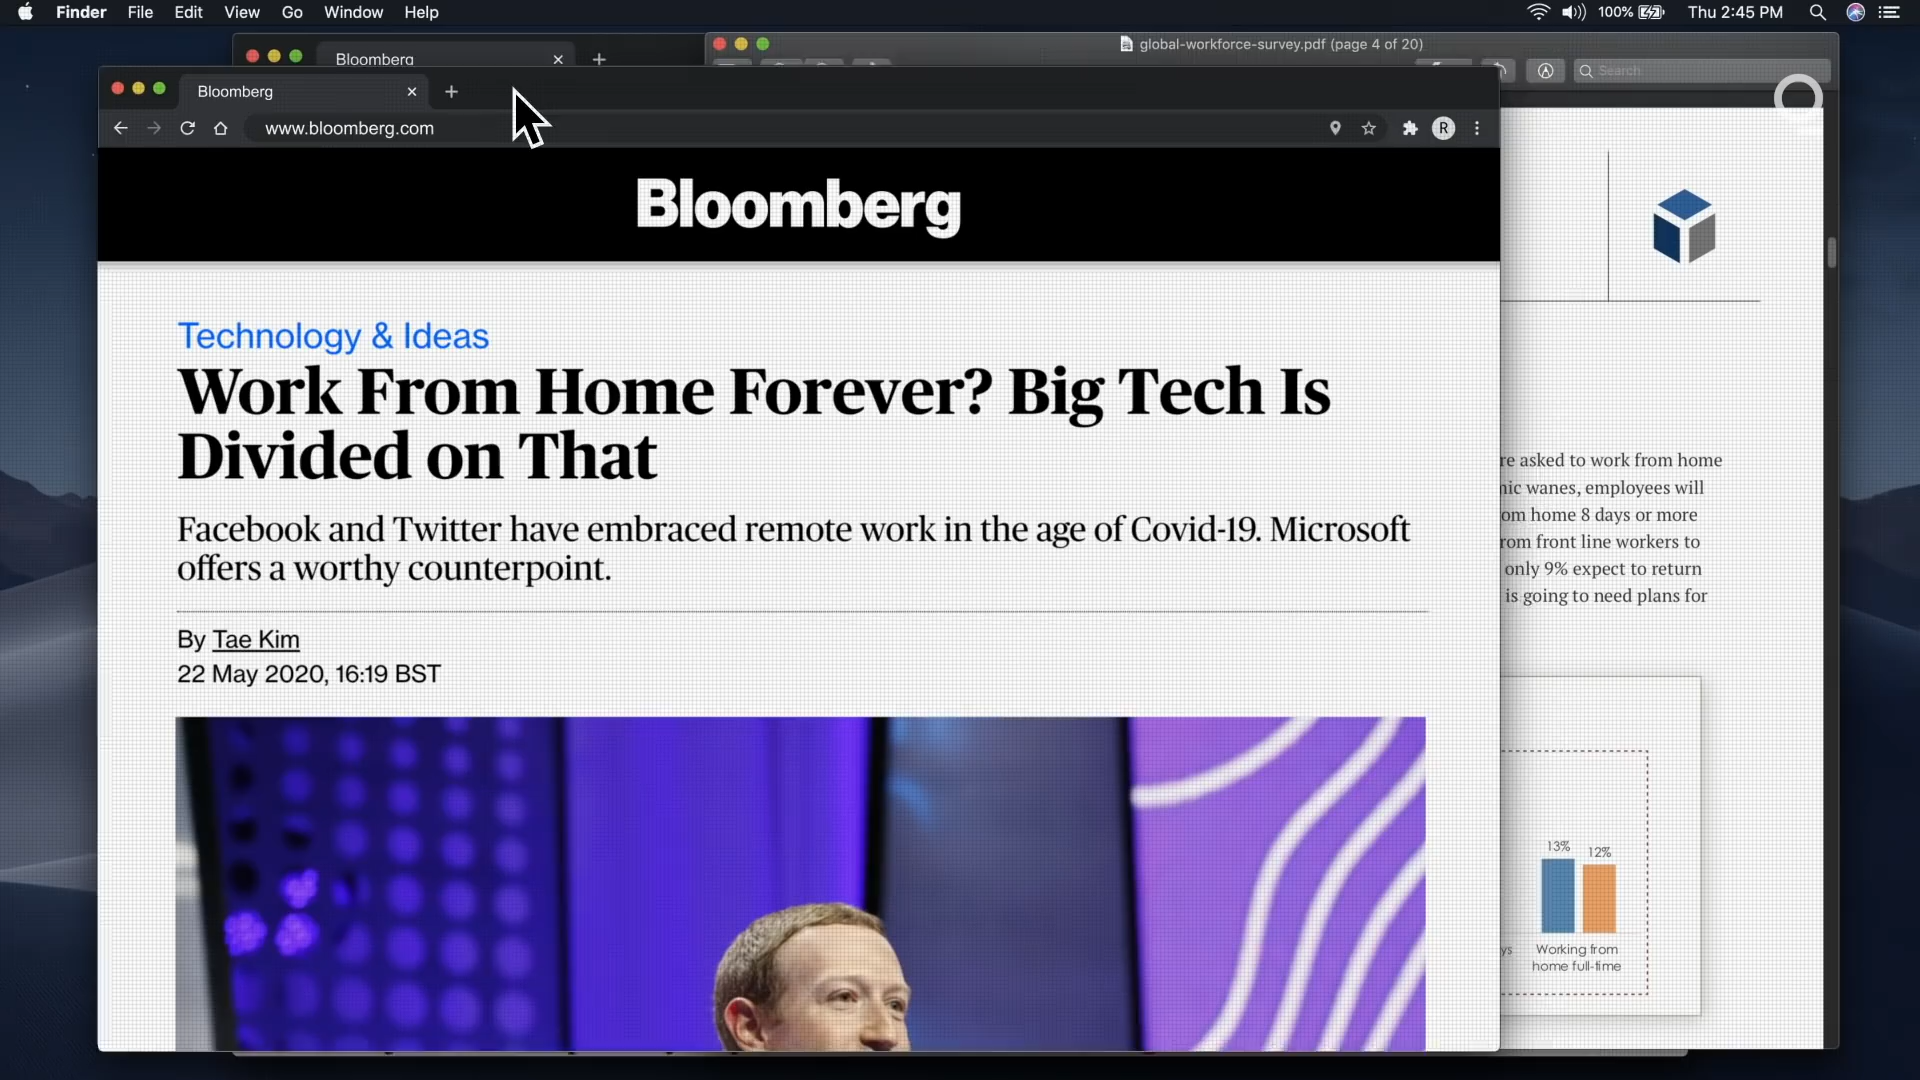 Finder File Edit View Go Window Help
100% Thu 2:45 PM
Bloomberg
global-workforce-survey.pdf (page 4 of 20)
Search
Bloomberg
www.bloomberg.com
R
Bloomberg
Technology & Ideas
Work From Home Forever? Big Tech Is
Divided on That
Facebook and Twitter have embraced remote work in the age of Covid-19. Microsoft
offers a worthy counterpoint.
By Tae Kim
22 May 2020, 16:19 BST
asked to work from home
wanes, employees will
home 8 days or more
front line workers to
only 9% expect to return
is going to need plans for
13% 12%
Working from
home full-time